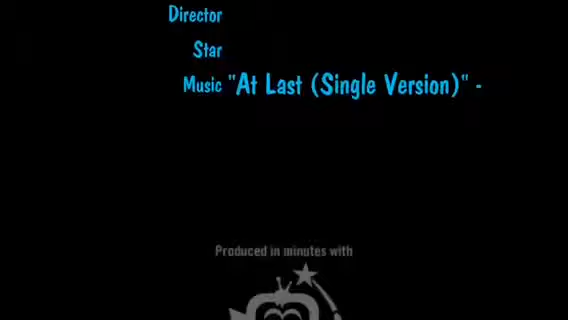 Director
Star
Music "At Last (Single Version)" -
Produced in minutes with